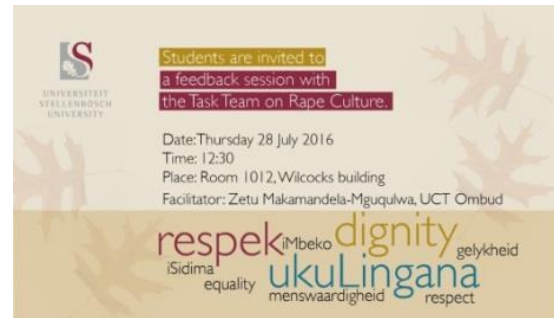 UNIVERSITEIT
STELLENBOSCH
UNIVERSITY
Students are invited to
a feedback session with
the Task Team on Rape Culture.
Date: Thursday 28 July 2016
Time: 12:30
Place: Room 1012, Wilcocks building
Facilitator: Zetu Makamandela-Mguqulwa, UCT Ombud
respek iMbeko dignity gelykheid
iSidima equality ukuLingana
menswaardigheid respect